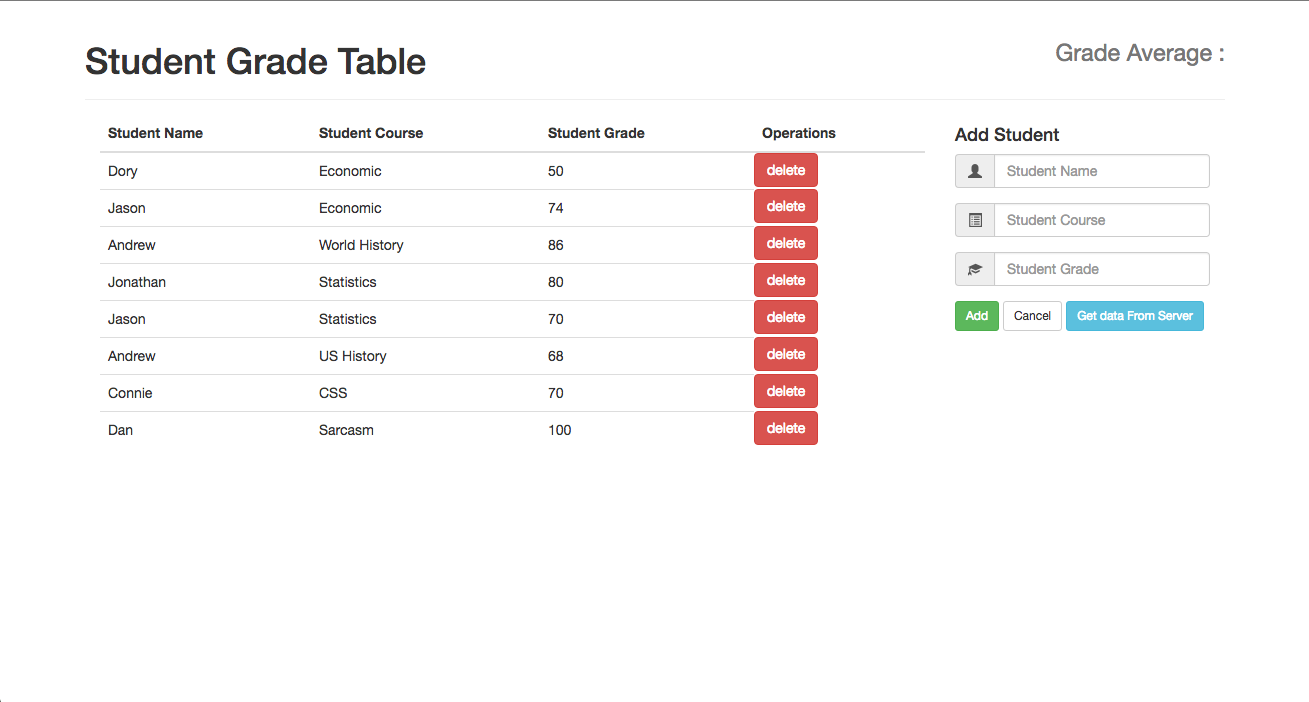 Student Grade Table
Grade Average :
Student Name Student Course Student Grade Operations
Dory Economic 50 delete
Jason Economic 74 delete
Andrew World History 86 delete
Jonathan Statistics 80 delete
Jason Statistics 70 delete
Andrew US History 68 delete
Connie CSS 70 delete
Dan Sarcasm 100 delete
Add Student
Student Name
Student Course
Student Grade
Add Cancel Get data From Server